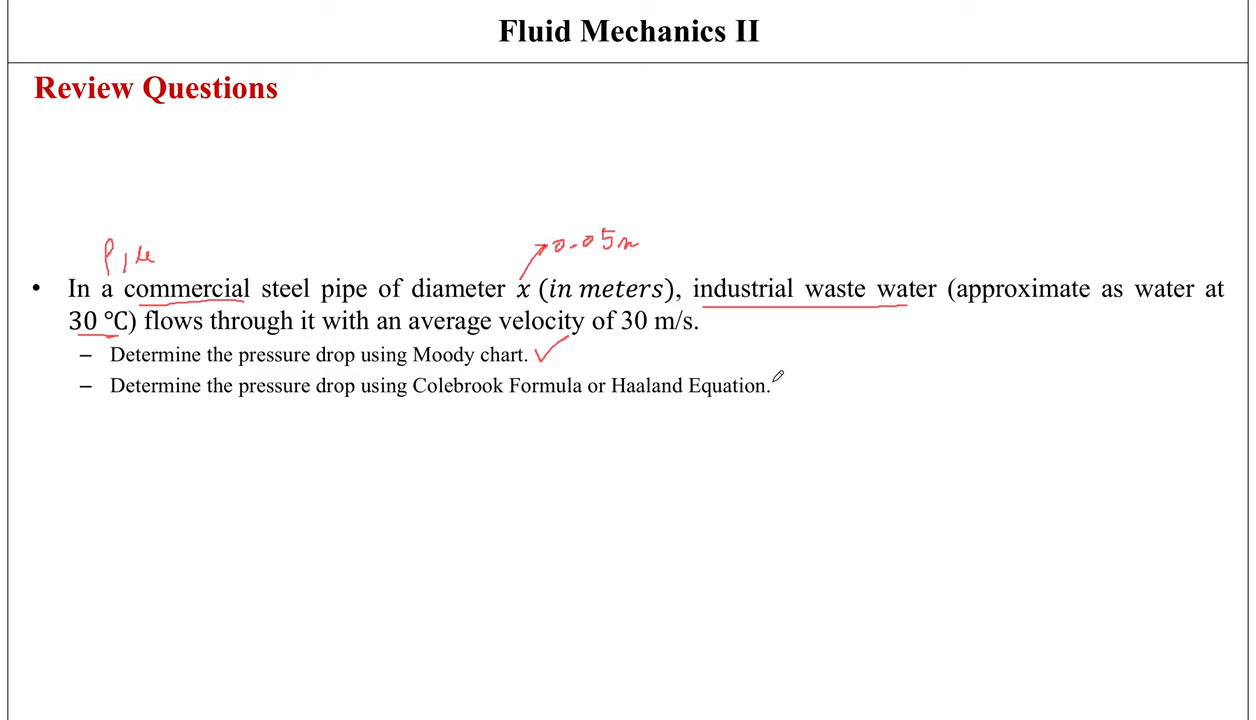 Fluid Mechanics II
Review Questions
ρ, μ
0.05m
• In a commercial steel pipe of diameter x (in meters), industrial waste water (approximate as water at
30 °C) flows through it with an average velocity of 30 m/s.
– Determine the pressure drop using Moody chart.
– Determine the pressure drop using Colebrook Formula or Haaland Equation.